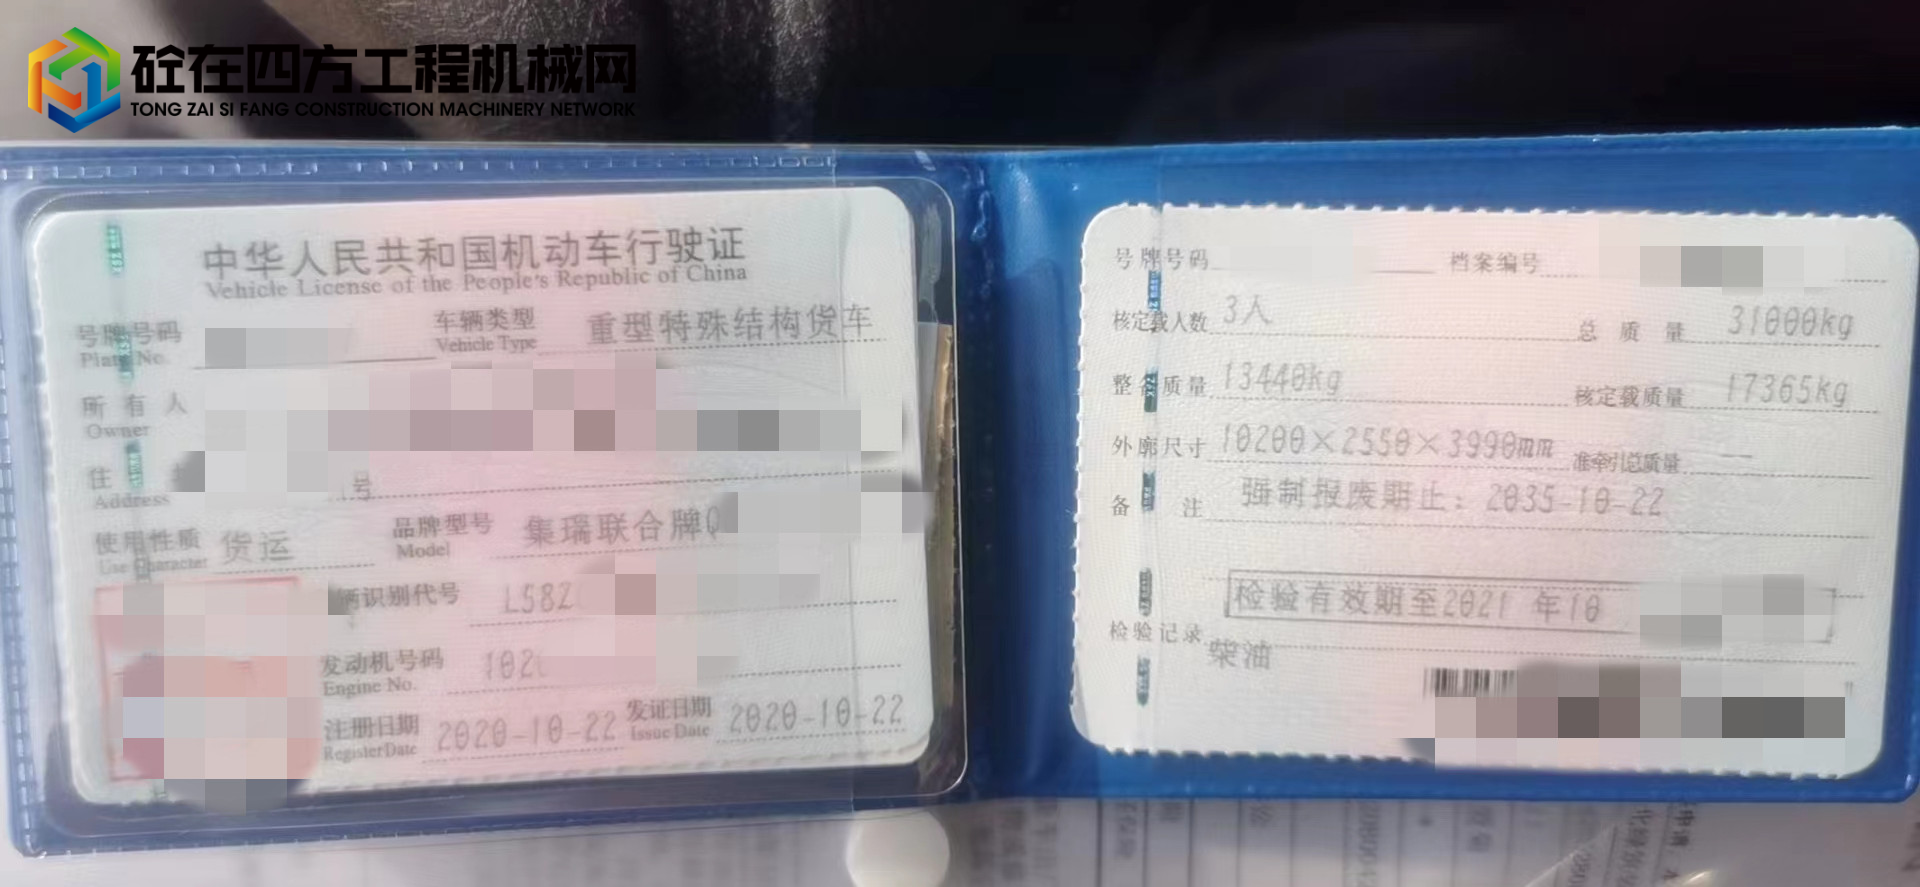 砼在四方工程机械网
TONG ZAI SI FANG CONSTRUCTION MACHINERY NETWORK
中华人民共和国机动车行驶证
Vehicle License of the People's Republic of China
号牌号码 车辆类型 重型特殊结构货车
Plate No. Vehicle Type
所有人
Owner
住 号
Address
使用性质 货运 品牌型号 集瑞联合牌Q
Use Character Model
辆识别代号 LS8Z
发动机号码 102
Engine No.
注册日期 2020-10-22 发证日期 2020-10-22
Register Date Issue Date
号牌号码 档案编号
核定载人数 3人 总质量 31000kg
整备质量 13440kg 核定载质量 17365kg
外廓尺寸 10200×2550×3990mm 准牵引总质量 —
备注 强制报废期止：2035-10-22
检验有效期至2021 年10
检验记录
柴油